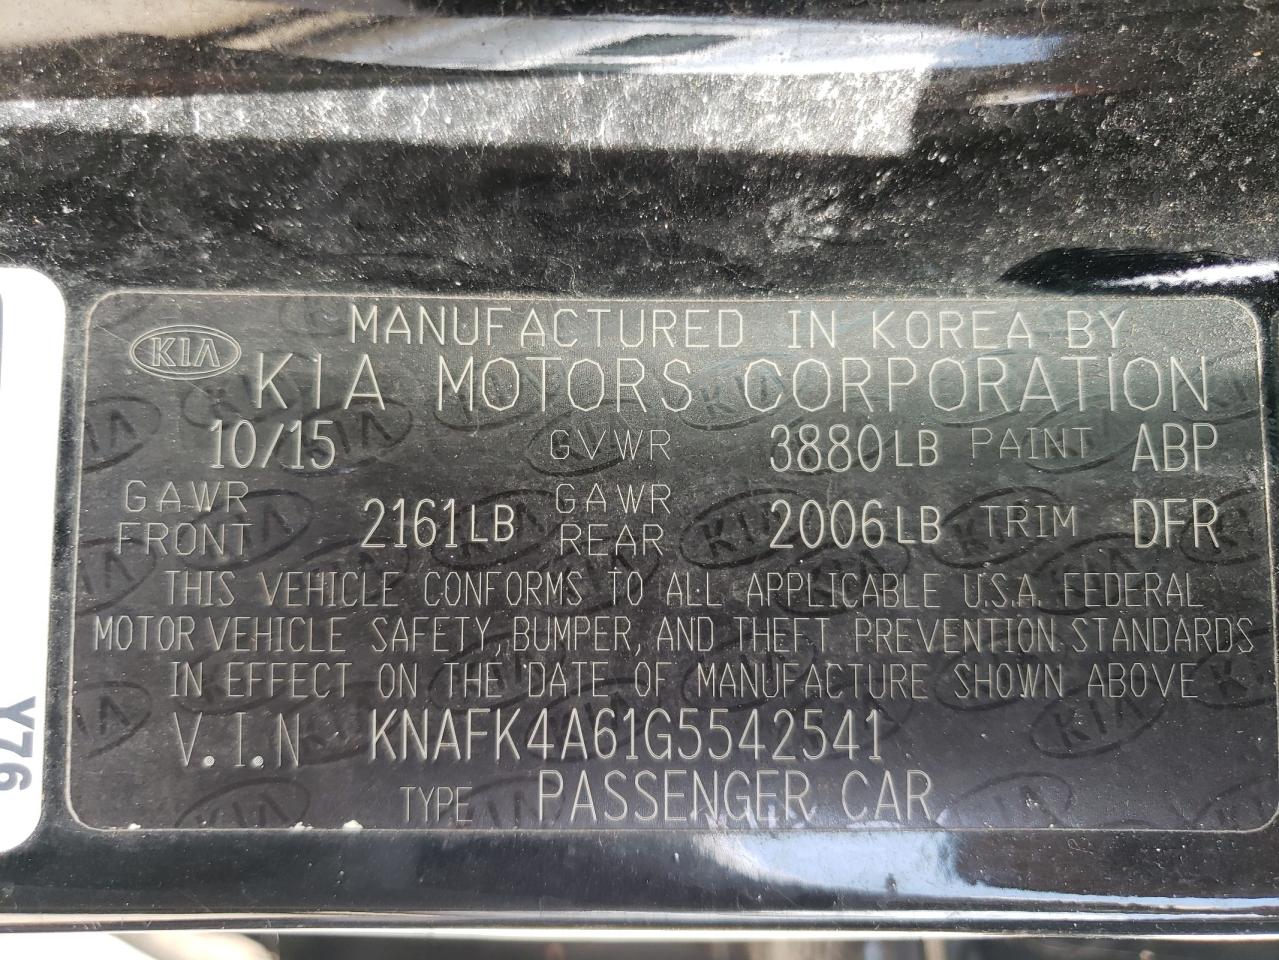 MANUFACTURED IN KOREA BY
KIA KIA MOTORS CORPORATION
10/15 GVWR 3880LB PAINT ABP
GAWR FRONT 2161LB GAWR REAR 2006LB TRIM DFR
THIS VEHICLE CONFORMS TO ALL APPLICABLE U.S.A. FEDERAL
MOTOR VEHICLE SAFETY, BUMPER, AND THEFT PREVENTION STANDARDS
IN EFFECT ON THE DATE OF MANUFACTURE SHOWN ABOVE
V.I.N KNAFK4A61G5542541
TYPE PASSENGER CAR
Y76